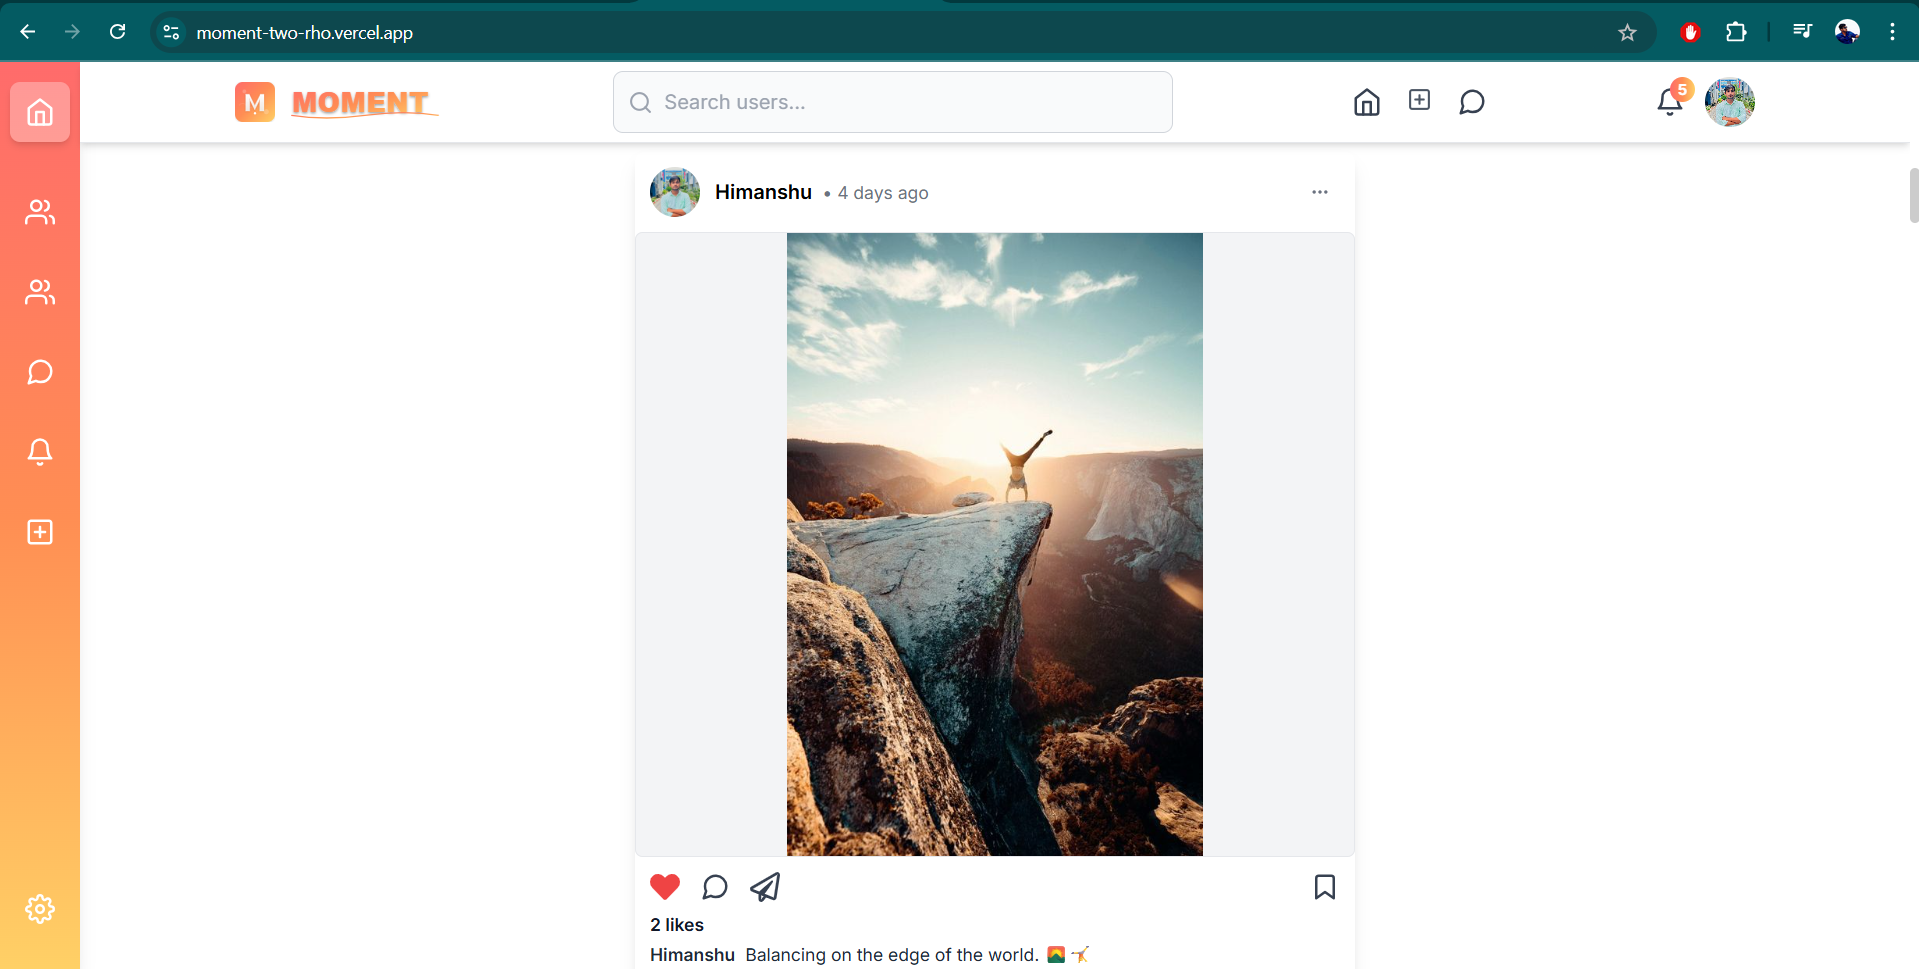 moment-two-rho.vercel.app
M MOMENT
Search users...
5
Himanshu • 4 days ago
2 likes
Himanshu Balancing on the edge of the world. 🌄🤸